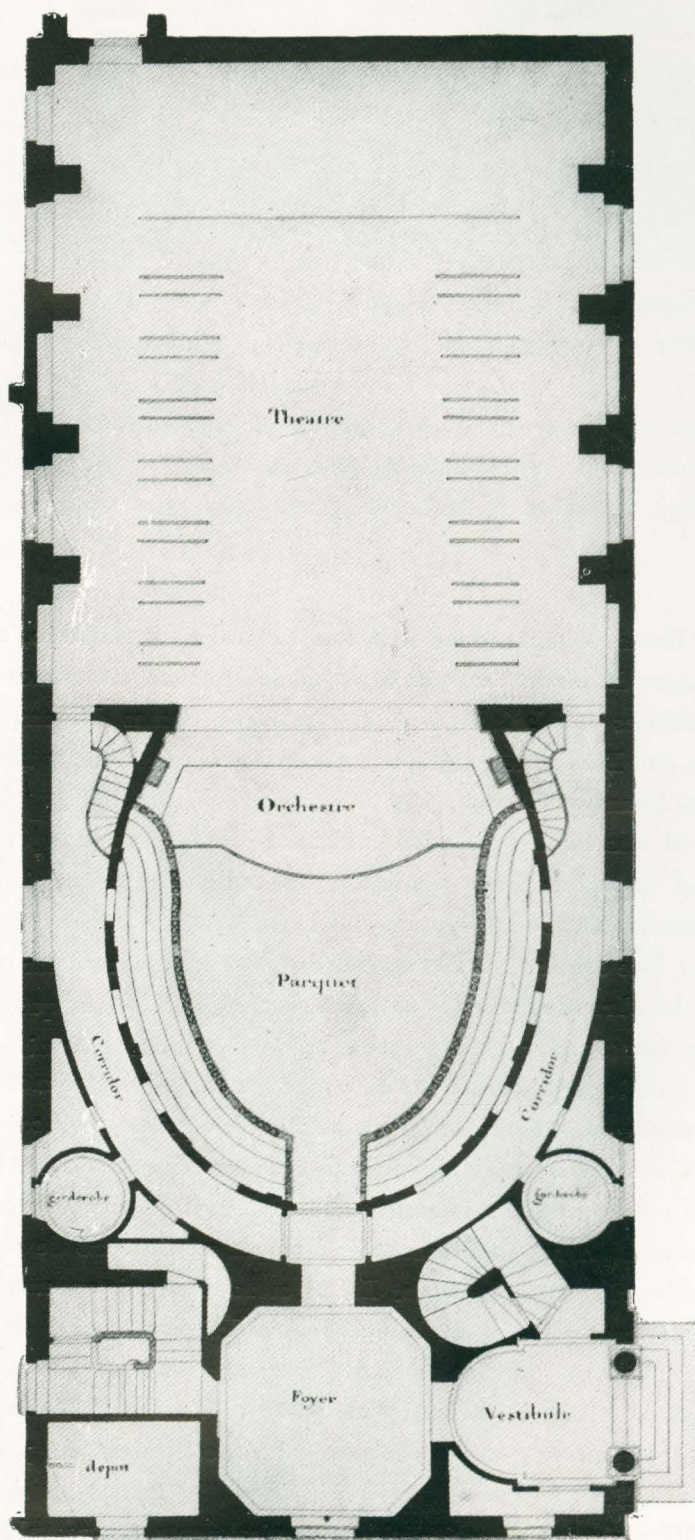 Theatre
Orchestre
Parquet
Corridor
Corridor
garderobe
garderobe
Foyer
Vestibule
depot